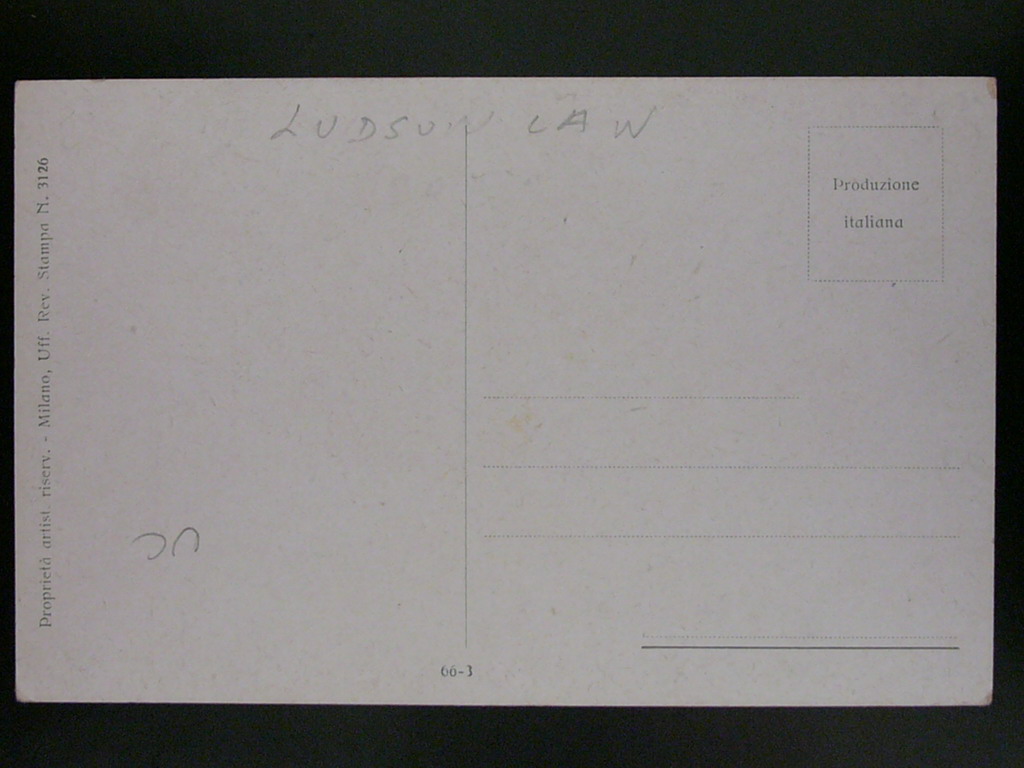 LUDSON LAW
Produzione
italiana
Proprietà artist. riserv. - Milano, Uff. Rev. Stampa N. 3126
66-3